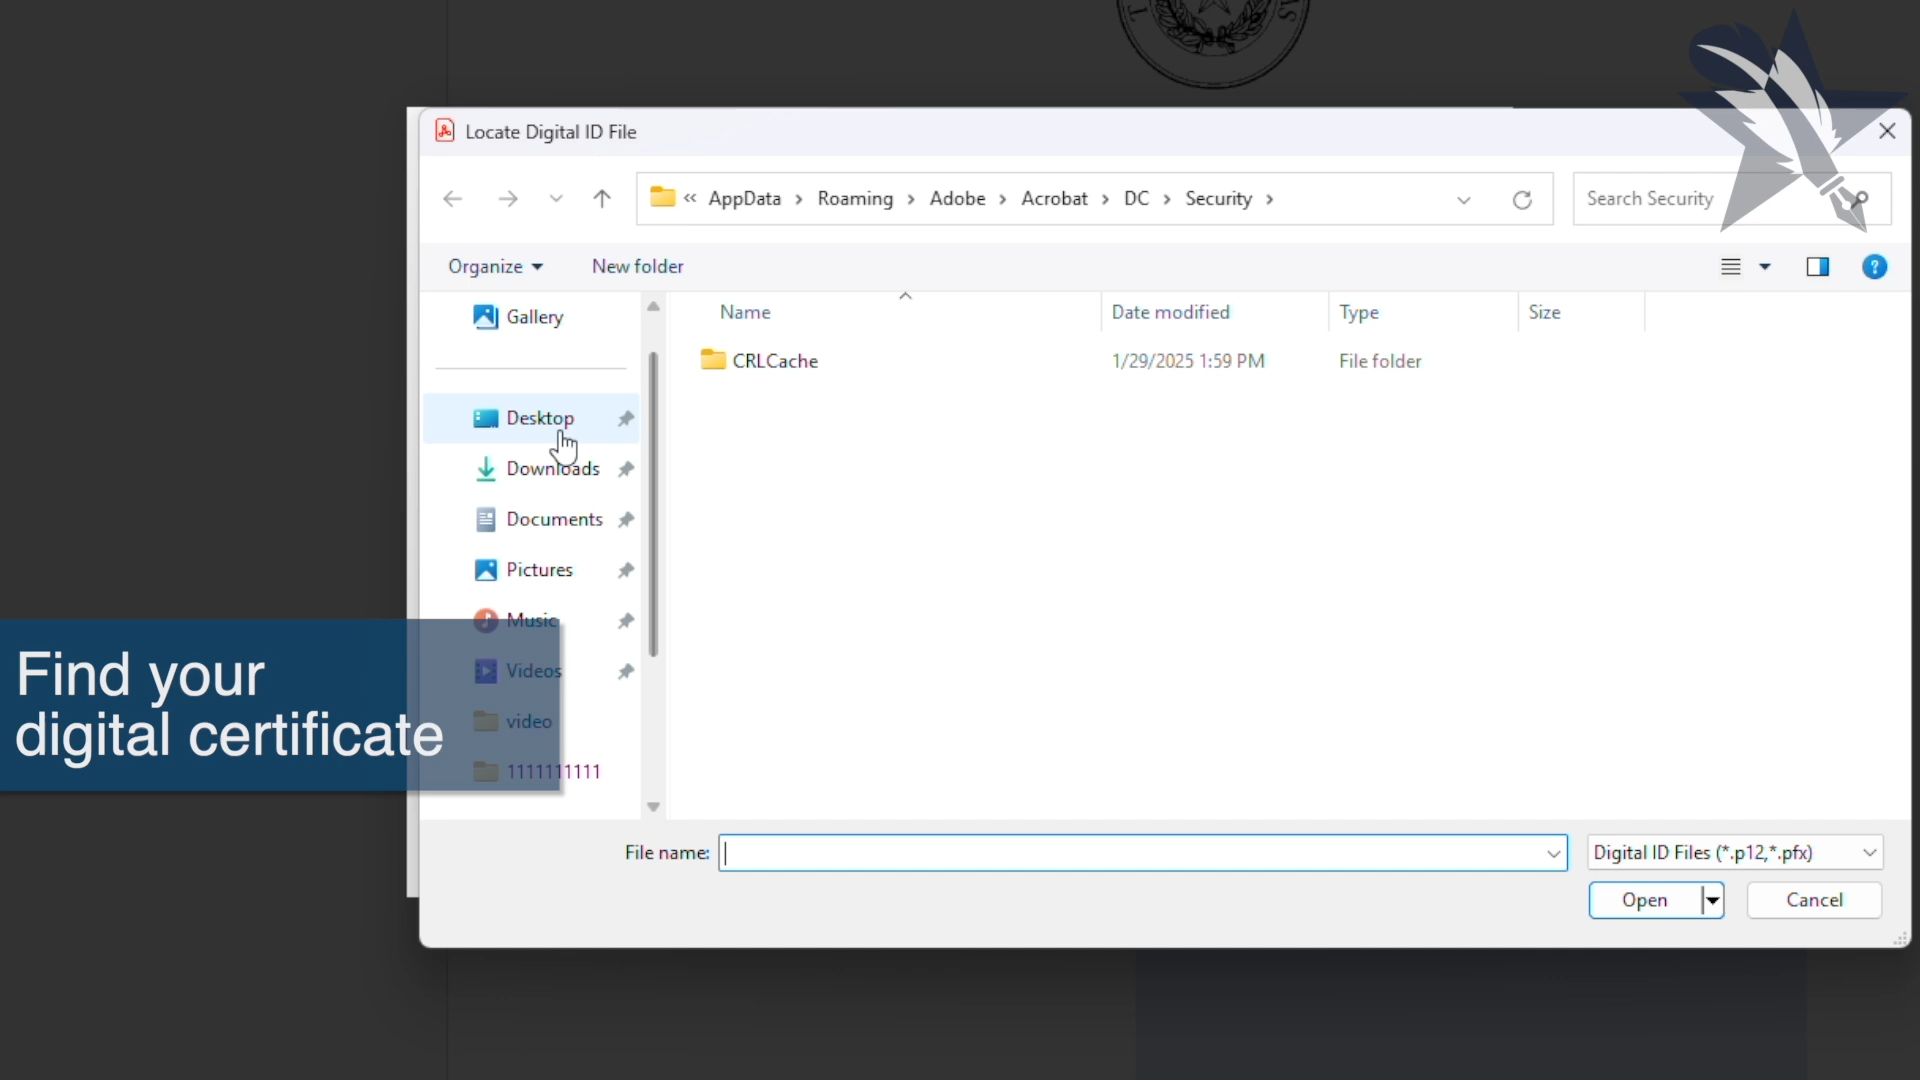 Locate Digital ID File
« AppData > Roaming > Adobe > Acrobat > DC > Security >
Search Security
Organize
New folder
Gallery
Name
Date modified
Type
Size
CRLCache
1/29/2025 1:59 PM
File folder
Desktop
Downloads
Documents
Pictures
Music
Videos
video
1111111111
Find your
digital certificate
File name:
Digital ID Files (*.p12,*.pfx)
Open
Cancel